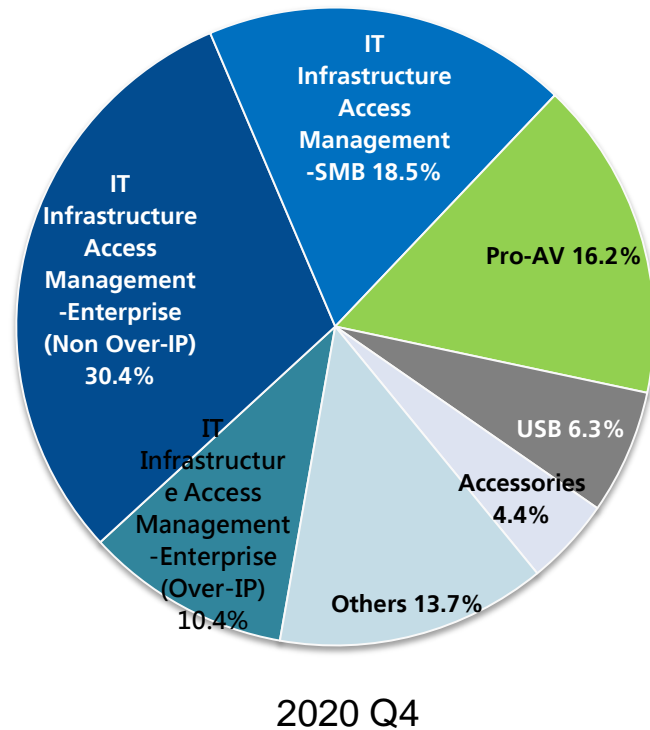 IT
Infrastructure
Access
Management
-SMB 18.5%
Pro-AV 16.2%
USB 6.3%
Accessories
4.4%
Others 13.7%
IT
Infrastructur
e Access
Management
-Enterprise
(Over-IP)
10.4%
IT
Infrastructure
Access
Management
-Enterprise
(Non Over-IP)
30.4%
2020 Q4